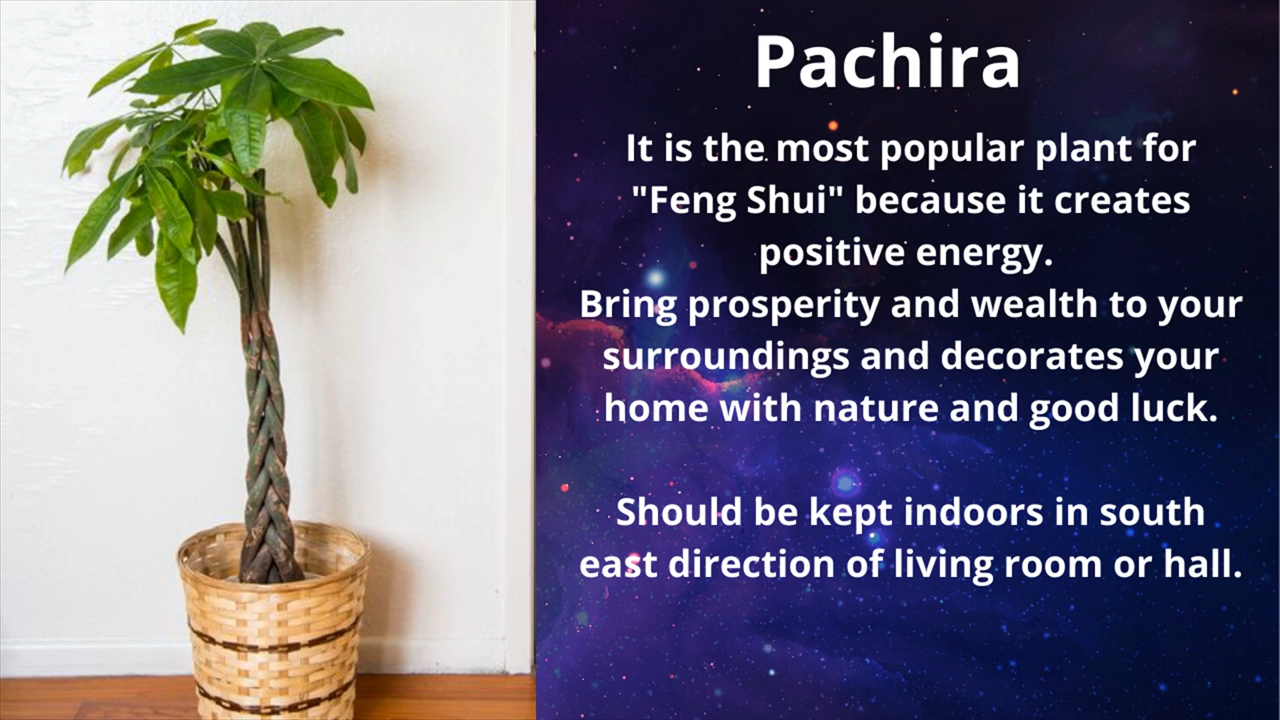 Pachira
It is the most popular plant for
"Feng Shui" because it creates
positive energy.
Bring prosperity and wealth to your
surroundings and decorates your
home with nature and good luck.
Should be kept indoors in south
east direction of living room or hall.